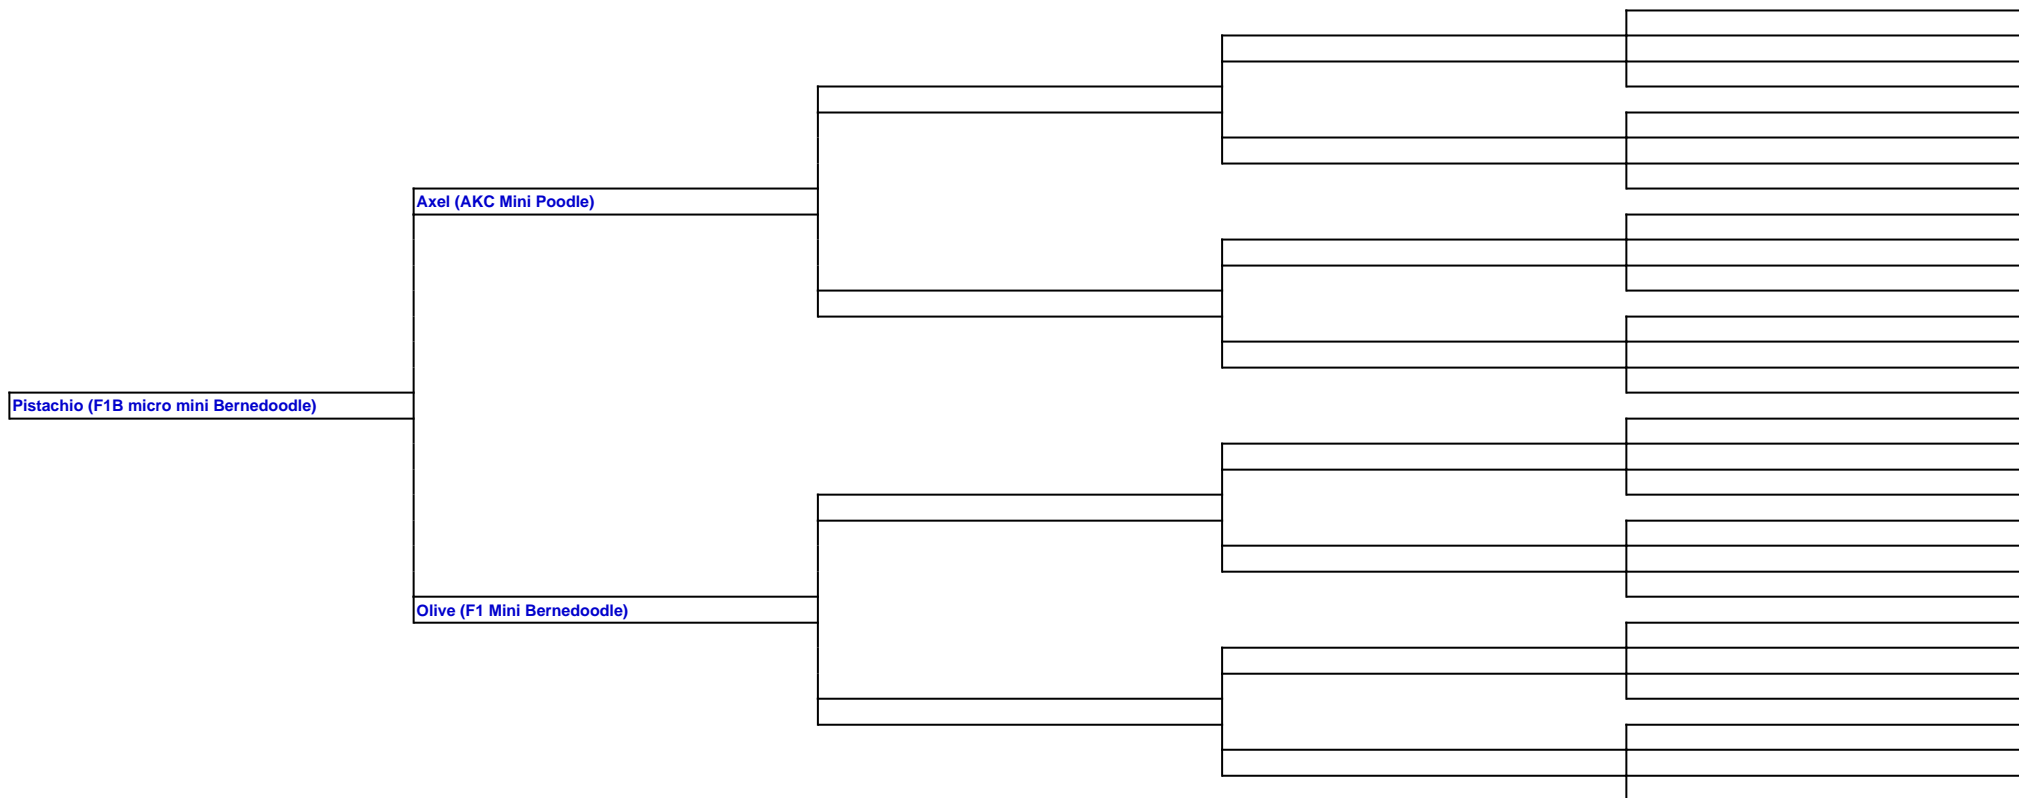 Axel (AKC Mini Poodle)
Pistachio (F1B micro mini Bernedoodle)
Olive (F1 Mini Bernedoodle)